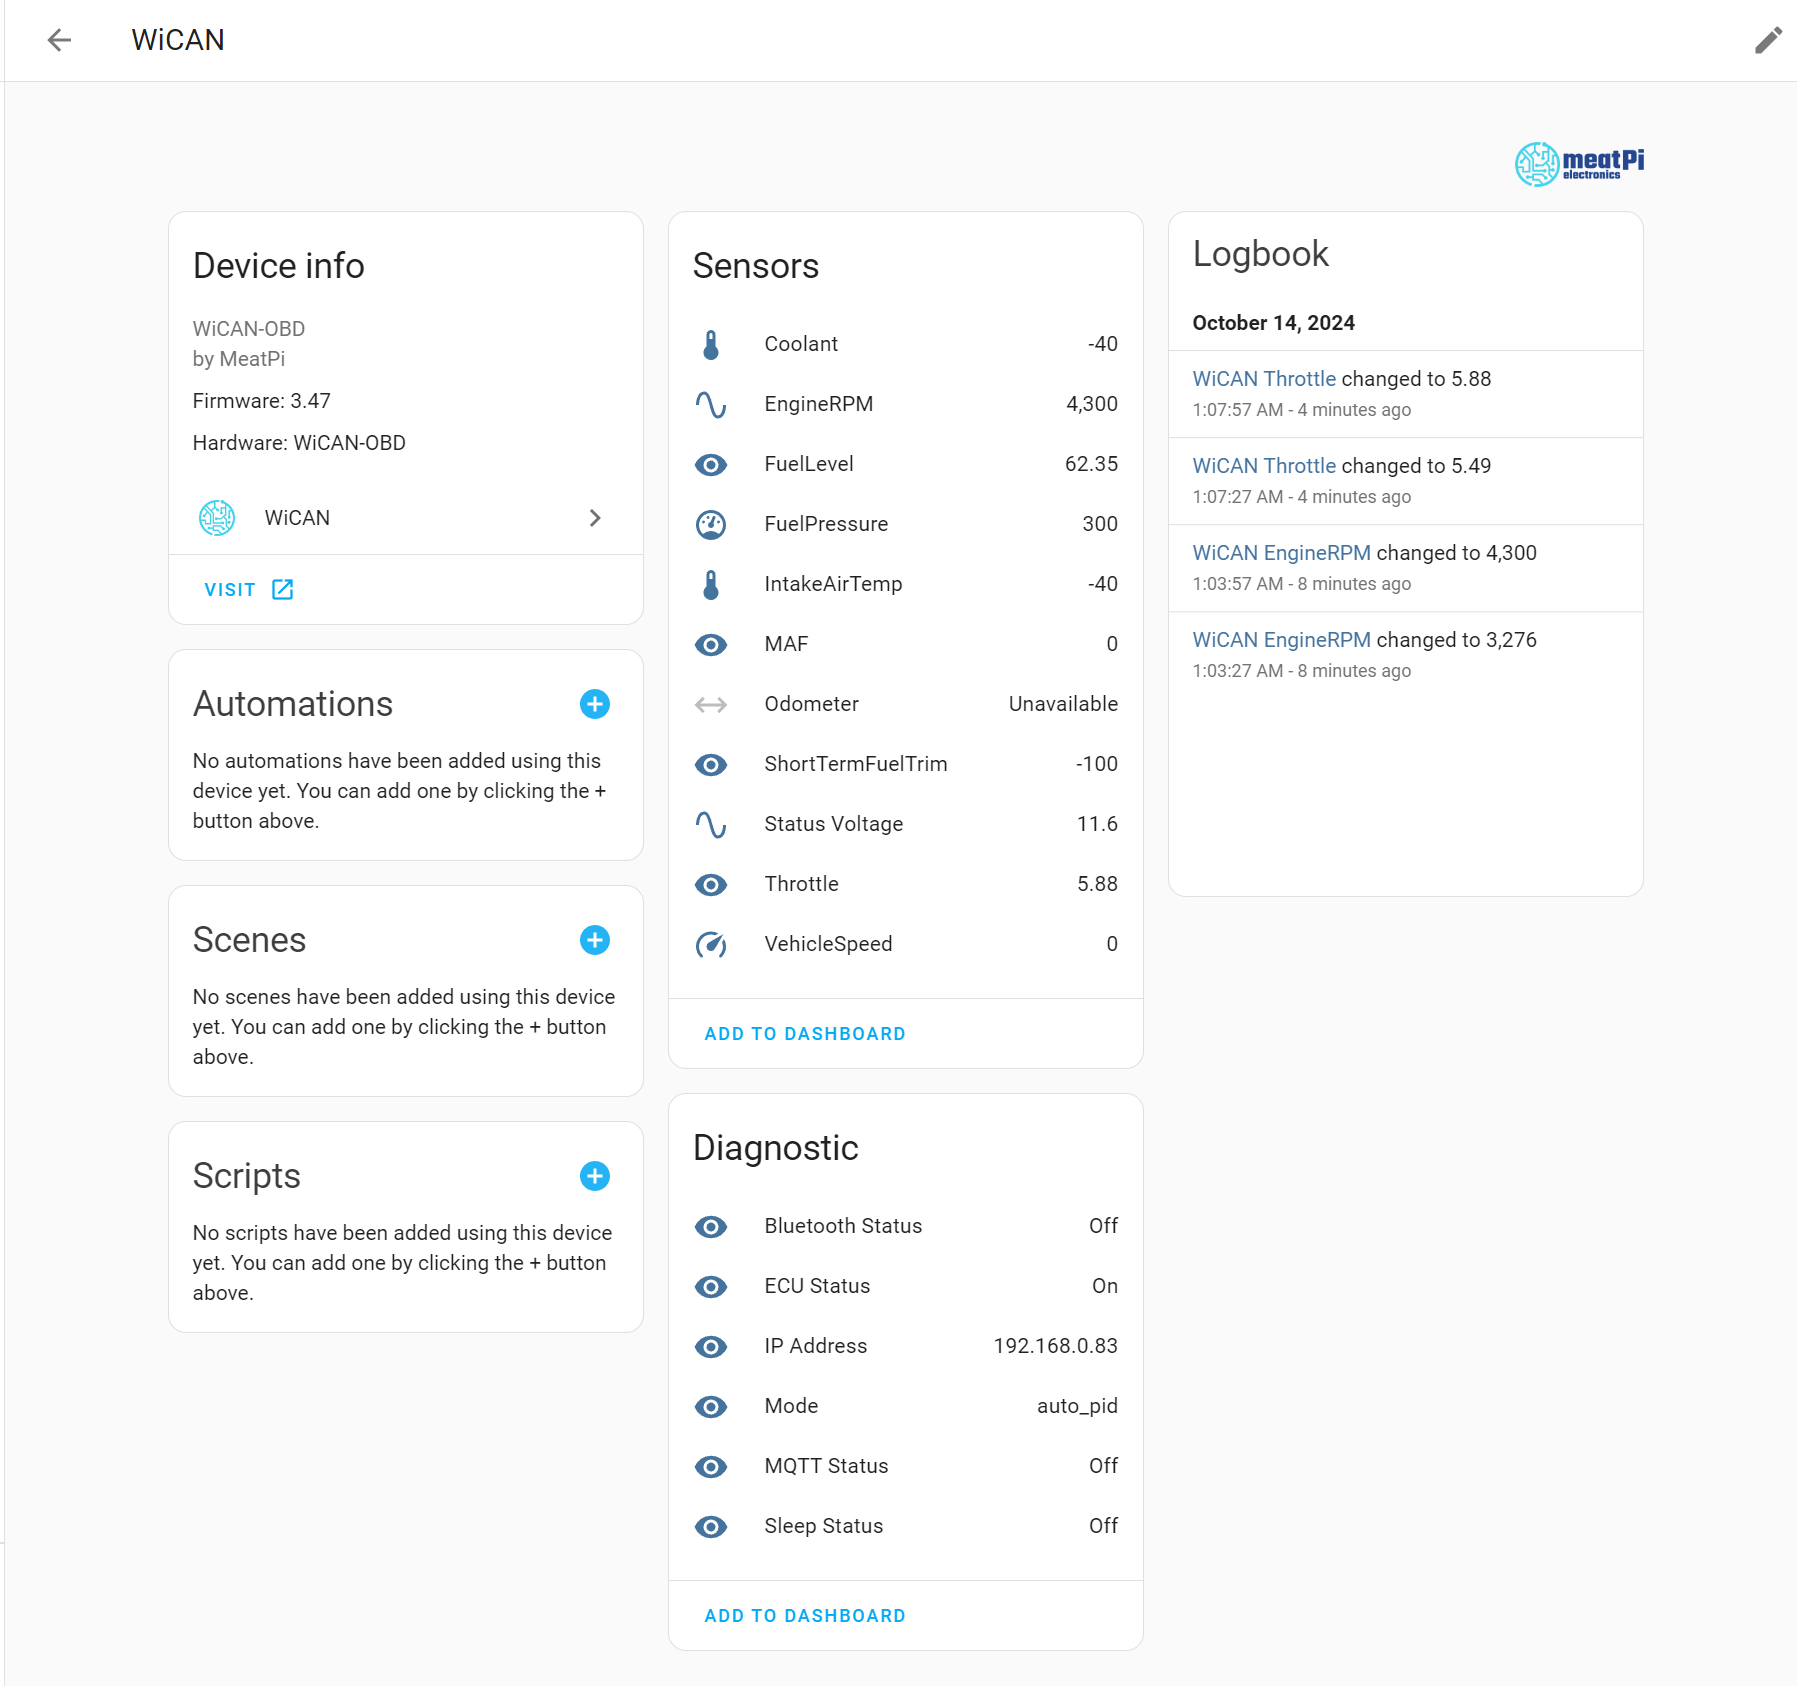 WiCAN
meatPi
electronics
Device info
WiCAN-OBD
by MeatPi
Firmware: 3.47
Hardware: WiCAN-OBD
WiCAN
VISIT
Automations
No automations have been added using this
device yet. You can add one by clicking the +
button above.
Scenes
No scenes have been added using this device
yet. You can add one by clicking the + button
above.
Scripts
No scripts have been added using this device
yet. You can add one by clicking the + button
above.
Sensors
Coolant -40
EngineRPM 4,300
FuelLevel 62.35
FuelPressure 300
IntakeAirTemp -40
MAF 0
Odometer Unavailable
ShortTermFuelTrim -100
Status Voltage 11.6
Throttle 5.88
VehicleSpeed 0
ADD TO DASHBOARD
Diagnostic
Bluetooth Status Off
ECU Status On
IP Address 192.168.0.83
Mode auto_pid
MQTT Status Off
Sleep Status Off
ADD TO DASHBOARD
Logbook
October 14, 2024
WiCAN Throttle changed to 5.88
1:07:57 AM - 4 minutes ago
WiCAN Throttle changed to 5.49
1:07:27 AM - 4 minutes ago
WiCAN EngineRPM changed to 4,300
1:03:57 AM - 8 minutes ago
WiCAN EngineRPM changed to 3,276
1:03:27 AM - 8 minutes ago